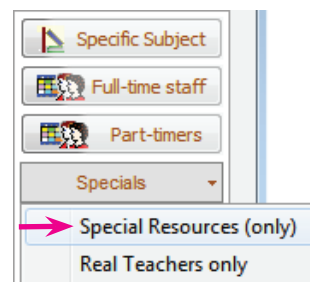 Specific Subject
Full-time staff
Part-timers
Specials
Special Resources (only)
Real Teachers only